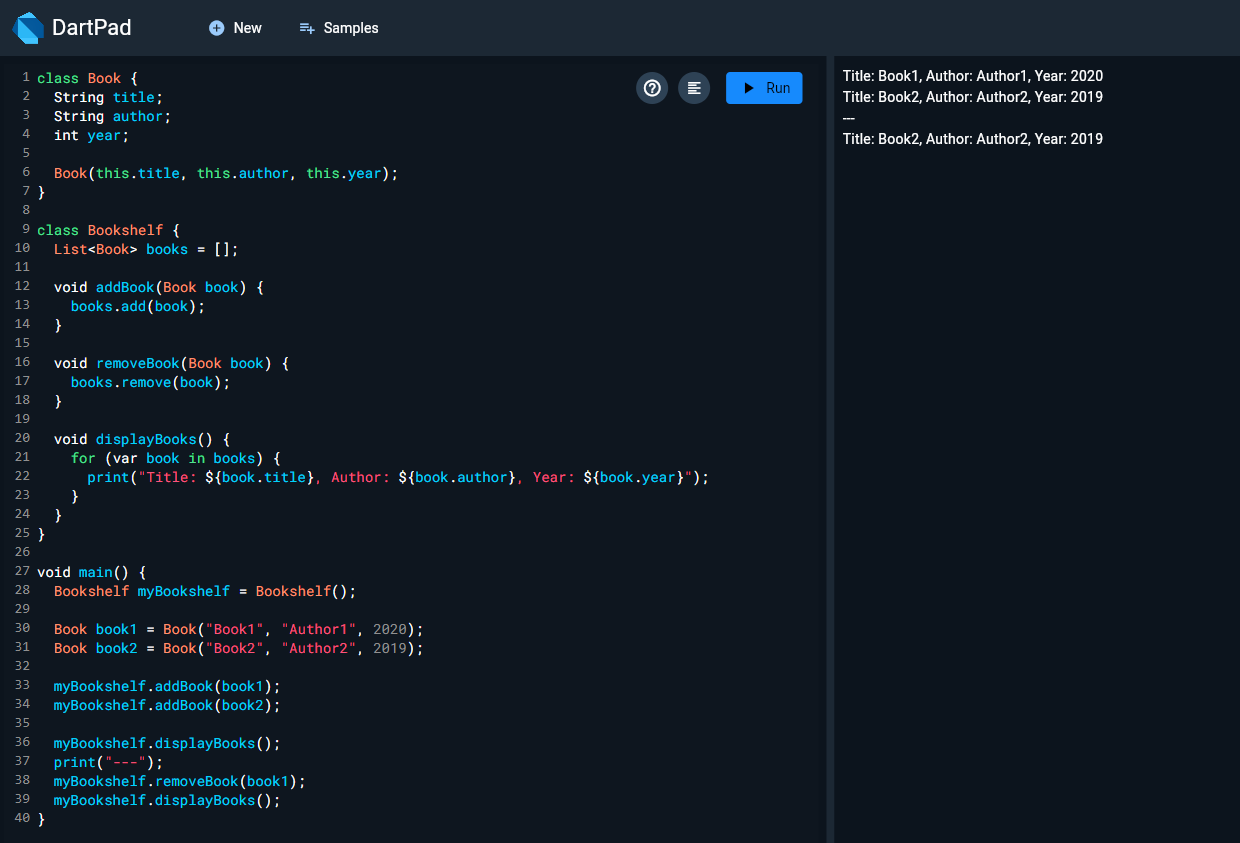 DartPad
New
Samples
Run
1 class Book {
2   String title;
3   String author;
4   int year;
5
6   Book(this.title, this.author, this.year);
7 }
8
9 class Bookshelf {
10   List<Book> books = [];
11
12   void addBook(Book book) {
13     books.add(book);
14   }
15
16   void removeBook(Book book) {
17     books.remove(book);
18   }
19
20   void displayBooks() {
21     for (var book in books) {
22       print("Title: ${book.title}, Author: ${book.author}, Year: ${book.year}");
23     }
24   }
25 }
26
27 void main() {
28   Bookshelf myBookshelf = Bookshelf();
29
30   Book book1 = Book("Book1", "Author1", 2020);
31   Book book2 = Book("Book2", "Author2", 2019);
32
33   myBookshelf.addBook(book1);
34   myBookshelf.addBook(book2);
35
36   myBookshelf.displayBooks();
37   print("---");
38   myBookshelf.removeBook(book1);
39   myBookshelf.displayBooks();
40 }
Title: Book1, Author: Author1, Year: 2020
Title: Book2, Author: Author2, Year: 2019
---
Title: Book2, Author: Author2, Year: 2019